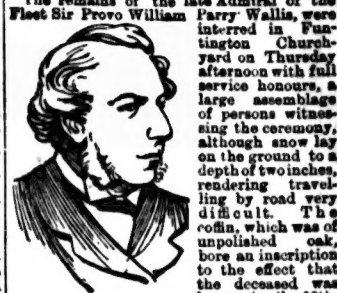 The remains of the late Admiral of the
Fleet Sir Provo William Parry Wallis, were
interred in Fun-
tington Church-
yard on Thursday
afternoon with full
service honours, a
large assemblage
of persons witnes-
sing the ceremony,
although snow lay
on the ground to a
depth of two inches,
rendering travel-
ling by road very
difficult. The
coffin, which was of
unpolished oak,
bore an inscription
to the effect that
the deceased was